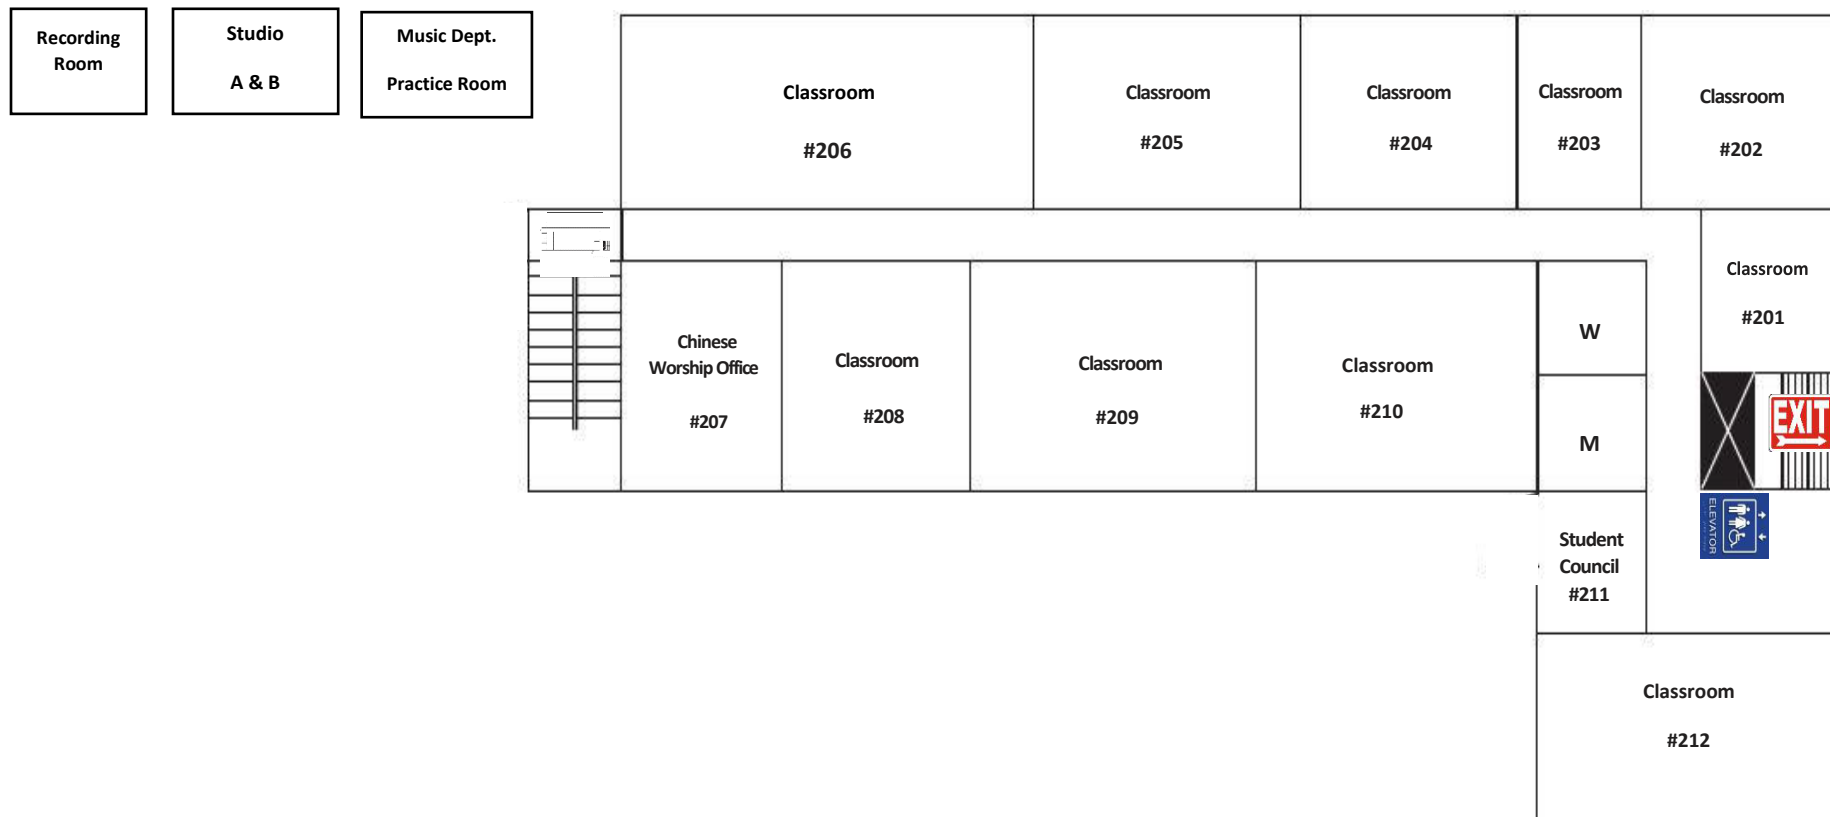 Recording
Room
Studio
A & B
Music Dept.
Practice Room
Classroom
#206
Classroom
#205
Classroom
#204
Classroom
#203
Classroom
#202
Classroom
#201
Chinese
Worship Office
#207
Classroom
#208
Classroom
#209
Classroom
#210
W
M
EXIT
ELEVATOR
Student
Council
#211
Classroom
#212